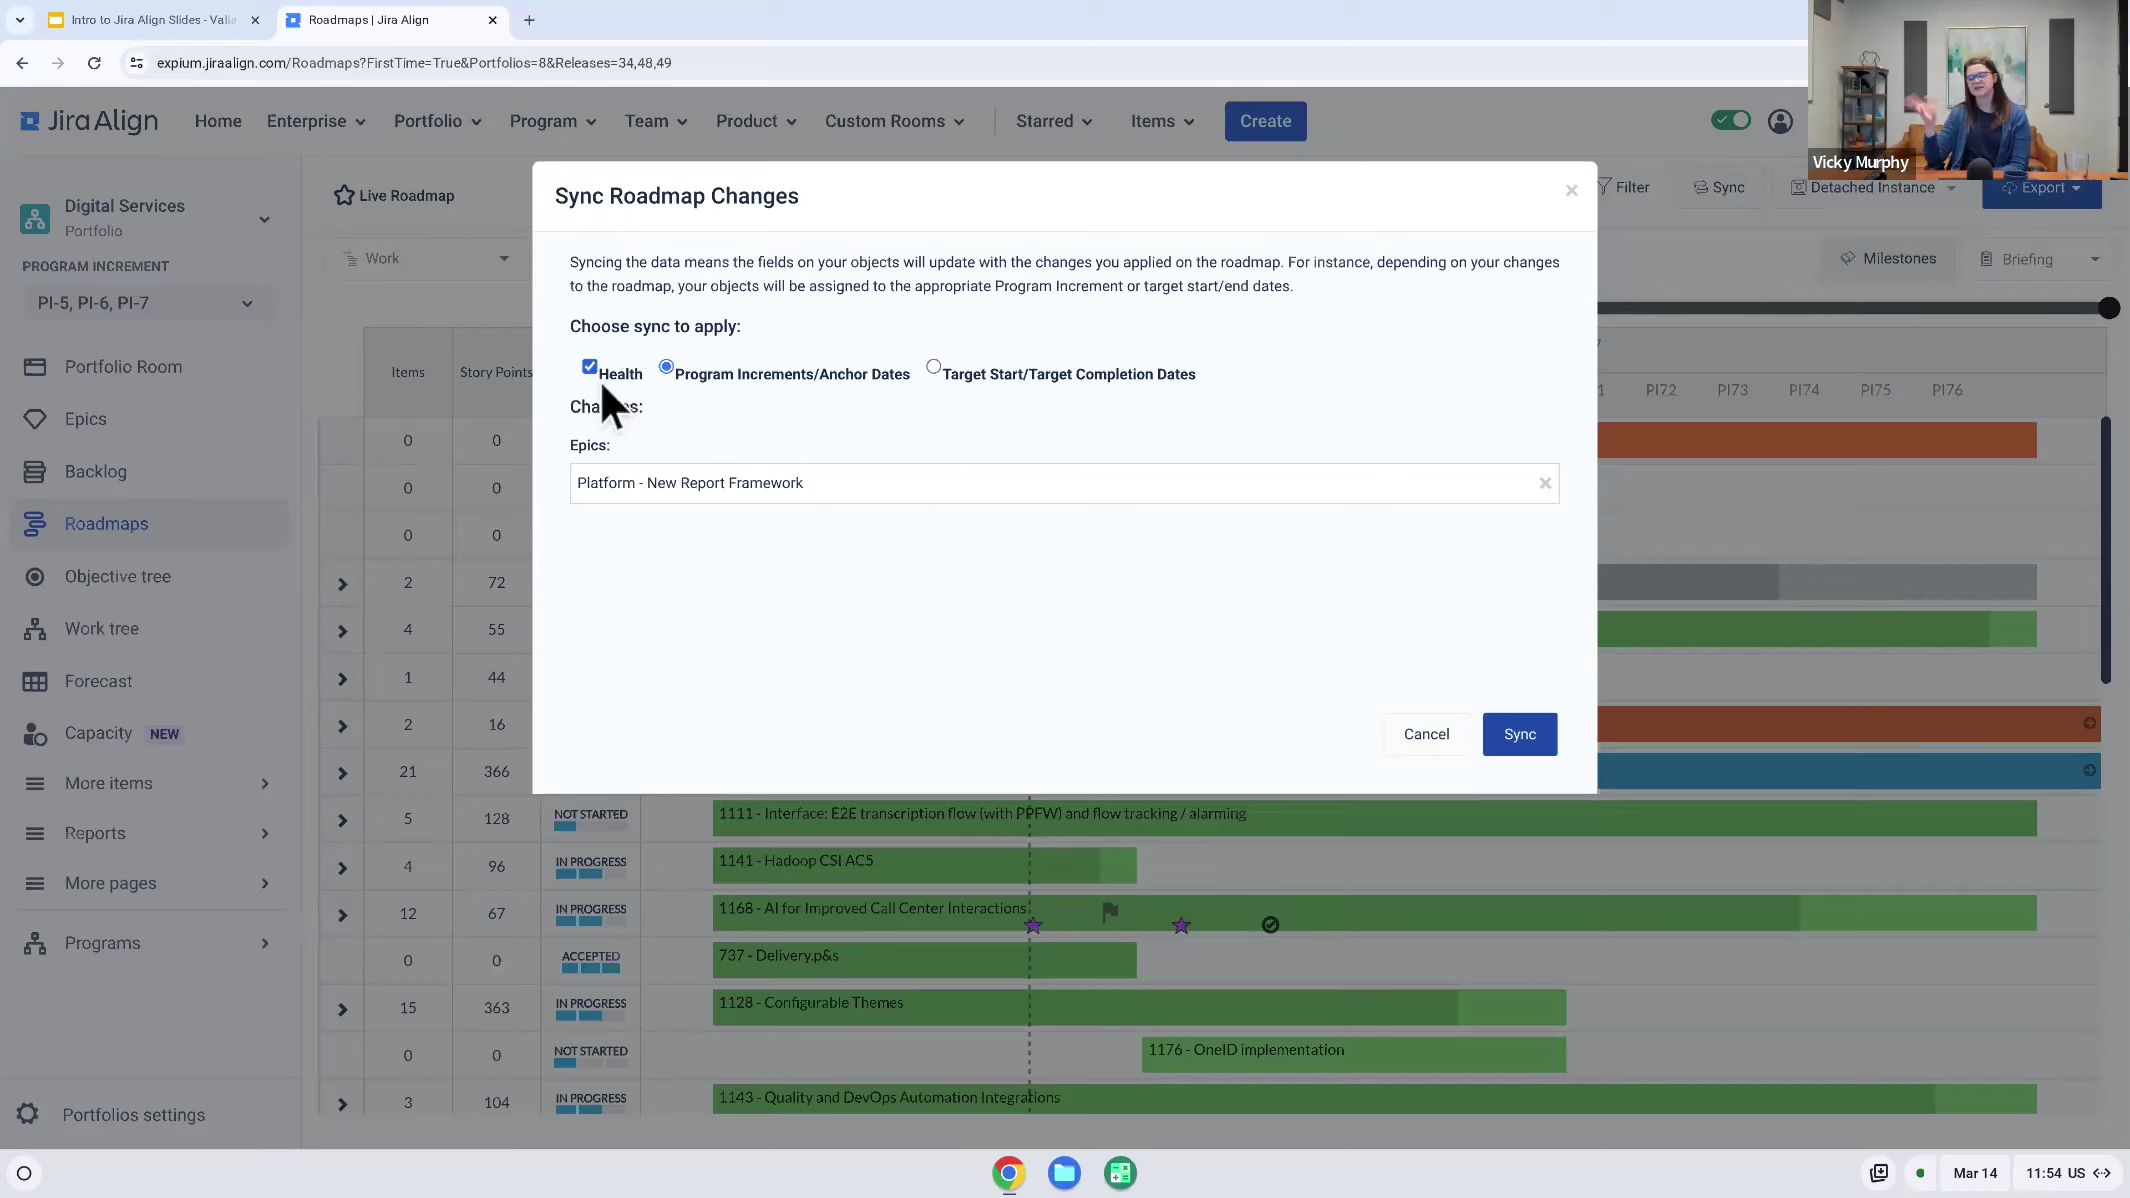 Intro to Jira Align Slides - Valia
Roadmaps | Jira Align
expium.jiraalign.com/Roadmaps?FirstTime=True&Portfolios=8&Releases=34,48,49
Jira Align
Home
Enterprise
Portfolio
Program
Team
Product
Custom Rooms
Starred
Items
Create
Vicky Murphy
Digital Services
Portfolio
Live Roadmap
Filter
Sync
Detached Instance
Export
PROGRAM INCREMENT
PI-5, PI-6, PI-7
Work
Milestones
Briefing
Sync Roadmap Changes
Syncing the data means the fields on your objects will update with the changes you applied on the roadmap. For instance, depending on your changes
to the roadmap, your objects will be assigned to the appropriate Program Increment or target start/end dates.
Choose sync to apply:
Health
Program Increments/Anchor Dates
Target Start/Target Completion Dates
Epics:
Platform - New Report Framework
Cancel
Sync
Portfolio Room
Epics
Backlog
Roadmaps
Objective tree
Work tree
Forecast
Capacity NEW
More items
Reports
More pages
Programs
Portfolios settings
Items Story Points
PI72 PI74 PI75 PI76
0 0
0 0
0 0
2 72
4 55
1 44
2 16
21 366
5 128 NOT STARTED 1111 - Interface: E2E transcription flow (with PPFW) and flow tracking / alarming
4 96 IN PROGRESS 1141 - Hadoop CSI AC5
12 67 IN PROGRESS 1168 - AI for Improved Call Center Interactions
0 0 ACCEPTED 737 - Delivery.p&s
15 363 IN PROGRESS 1128 - Configurable Themes
0 0 NOT STARTED 1176 - OneID implementation
3 104 IN PROGRESS 1143 - Quality and DevOps Automation Integrations
Mar 14
11:54 US